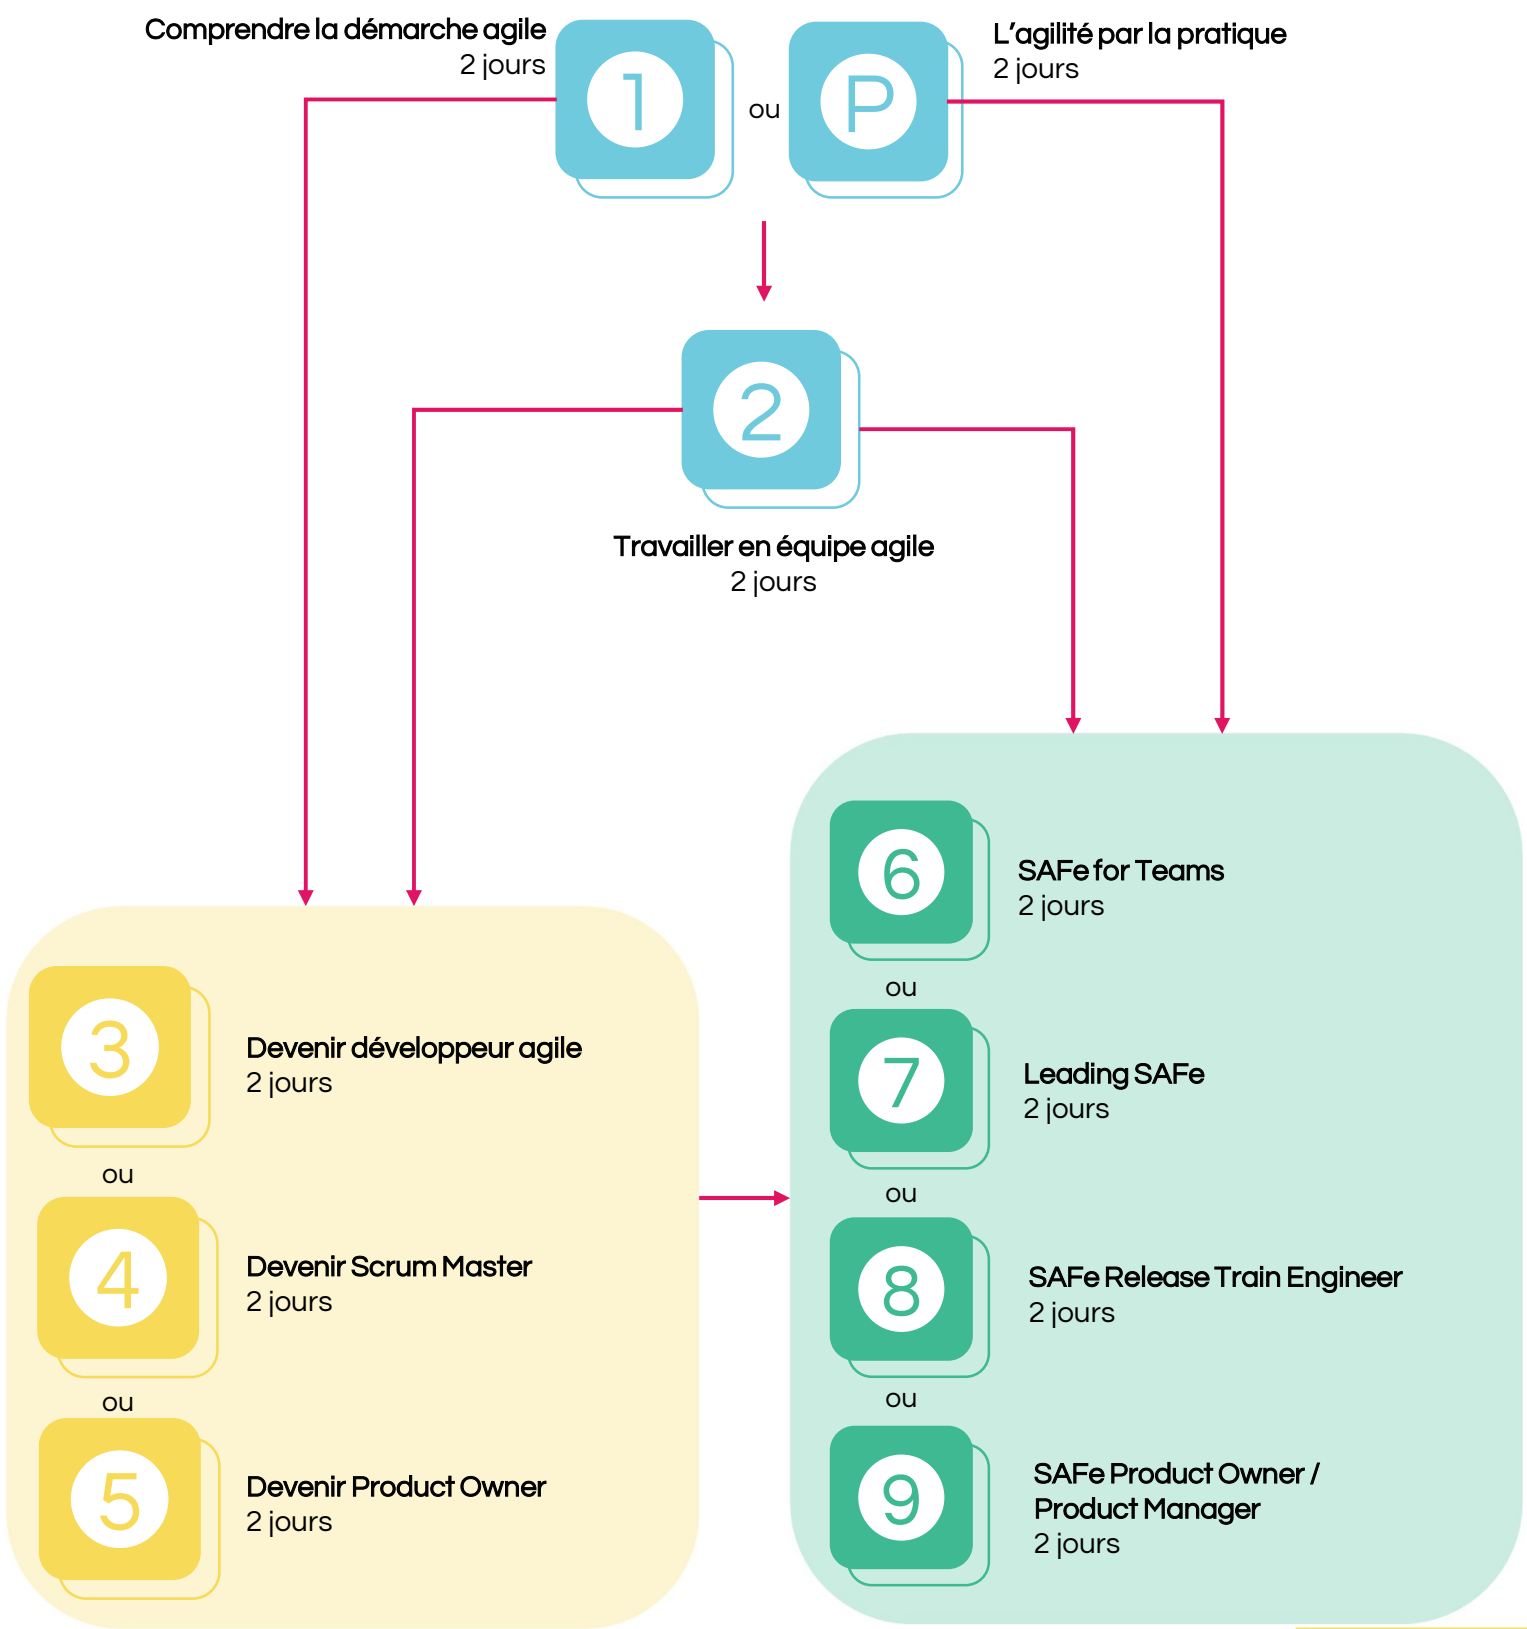 Comprendre la démarche agile
2 jours
1
ou
P
L’agilité par la pratique
2 jours
2
Travailler en équipe agile
2 jours
3
Devenir développeur agile
2 jours
ou
4
Devenir Scrum Master
2 jours
ou
5
Devenir Product Owner
2 jours
6
SAFe for Teams
2 jours
ou
7
Leading SAFe
2 jours
ou
8
SAFe Release Train Engineer
2 jours
ou
9
SAFe Product Owner /
Product Manager
2 jours